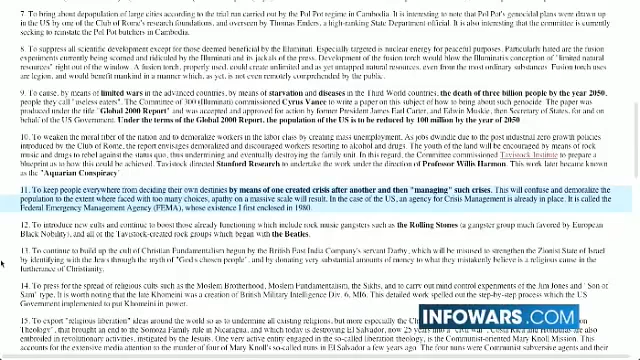 7. To bring about depopulation of large cities according to the trial run carried out by the Pol Pot regime in Cambodia. It is interesting to note that Pol Pot's genocidal plans were drawn up
in the US by one of the Club of Rome's research foundations, and overseen by Thomas Enders, a high-ranking State Department official. It is also interesting that the committee is currently
seeking to reinstate the Pol Pot butchers in Cambodia.
8. To suppress all scientific development except for those deemed beneficial by the Illuminati. Especially targeted is nuclear energy for peaceful purposes. Particularly hated are the fusion
experiments currently being scorned and ridiculed by the Illuminati and its jackals of the press. Development of the fusion torch would blow the Illuminati's conception of "limited natural
resources" right out of the window. A fusion torch, properly used, could create unlimited and as yet untapped natural resources, even from the most ordinary substances. Fusion torch uses
are legion, and would benefit mankind in a manner which, as yet, is not even remotely comprehended by the public.
9. To cause, by means of limited wars in the advanced countries, by means of starvation and diseases in the Third World countries, the death of three billion people by the year 2050,
people they call "useless eaters". The Committee of 300 (Illuminati) commissioned Cyrus Vance to write a paper on this subject of how to bring about such genocide. The paper was
produced under the title "Global 2000 Report" and was accepted and approved for action by former President James Earl Carter, and Edwin Muskie, then Secretary of States, for and on
behalf of the US Government. Under the terms of the Global 2000 Report, the population of the US is to be reduced by 100 million by the year of 2050
10. To weaken the moral fiber of the nation and to demoralize workers in the labor class by creating mass unemployment. As jobs dwindle due to the post industrial zero growth policies
introduced by the Club of Rome, the report envisages demoralized and discouraged workers resorting to alcohol and drugs. The youth of the land will be encouraged by means of rock
music and drugs to rebel against the status quo, thus undermining and eventually destroying the family unit. In this regard, the Committee commissioned Tavistock Institute to prepare a
blueprint as to how this could be achieved. Tavistock directed Stanford Research to undertake the work under the direction of Professor Willis Harmon. This work later became known
as the "Aquarian Conspiracy"
11. To keep people everywhere from deciding their own destinies by means of one created crisis after another and then "managing" such crises. This will confuse and demoralize the
population to the extent where faced with too many choices, apathy on a massive scale will result. In the case of the US, an agency for Crisis Management is already in place. It is called the
Federal Emergency Management Agency (FEMA), whose existence I first enclosed in 1980.
12. To introduce new cults and continue to boost those already functioning which include rock music gangsters such as the Rolling Stones (a gangster group much favored by European
Black Nobility), and all of the Tavistock-created rock groups which began with the Beatles.
13. To continue to build up the cult of Christian Fundamentalism begun by the British East India Company's servant Darby, which will be misused to strengthen the Zionist State of Israel
by identifying with the Jews through the myth of "God's chosen people", and by donating very substantial amounts of money to what they mistakenly believe is a religious cause in the
furtherance of Christianity.
14. To press for the spread of religious cults such as the Moslem Brotherhood, Moslem Fundamentalism, the Sikhs, and to carry out mind control experiments of the Jim Jones and "Son of
Sam" type. It is worth noting that the late Khomeini was a creation of British Military Intelligence Div. 6, MI6. This detailed work spelled out the step-by-step process which the US
Government implemented to put Khomeini in power.
15. To export "religious liberation" ideas around the world so as to undermine all existing religions, but more especially the
Theology", that brought an end to the Somoza Family rule in Nicaragua, and which today is destroying El Salvador, now 25 years into a "civil war". Costa Rica and Honduras are also
embroiled in revolutionary activities, instigated by the Jesuits. One very active entity engaged in the so-called liberation theology, is the Communist oriented Mary Knoll Mission. This
accounts for the extensive media attention to the murder of four of Mary Knoll's so-called nuns in El Salvador a few years ago. The four nuns were Communist subversive agents and their
INFOWARS.COM